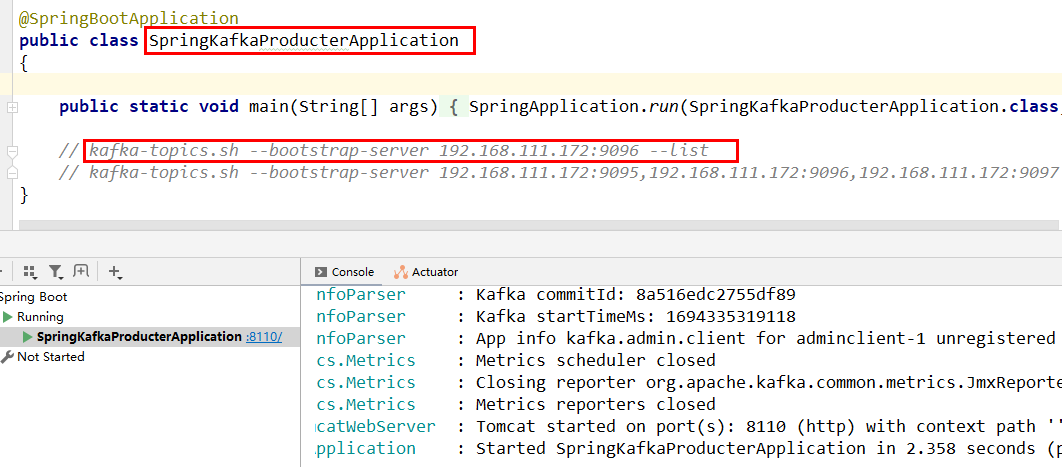 @SpringBootApplication
public class SpringKafkaProducterApplication
{
public static void main(String[] args) { SpringApplication.run(SpringKafkaProducterApplication.class,
// kafka-topics.sh --bootstrap-server 192.168.111.172:9096 --list
// kafka-topics.sh --bootstrap-server 192.168.111.172:9095,192.168.111.172:9096,192.168.111.172:9097
}
Console Actuator
Spring Boot
Running
SpringKafkaProducterApplication :8110/
Not Started
nfoParser : Kafka commitId: 8a516edc2755df89
nfoParser : Kafka startTimeMs: 1694335319118
nfoParser : App info kafka.admin.client for adminclient-1 unregistered
cs.Metrics : Metrics scheduler closed
cs.Metrics : Closing reporter org.apache.kafka.common.metrics.JmxReporte
cs.Metrics : Metrics reporters closed
catWebServer : Tomcat started on port(s): 8110 (http) with context path ''
pplication : Started SpringKafkaProducterApplication in 2.358 seconds (p